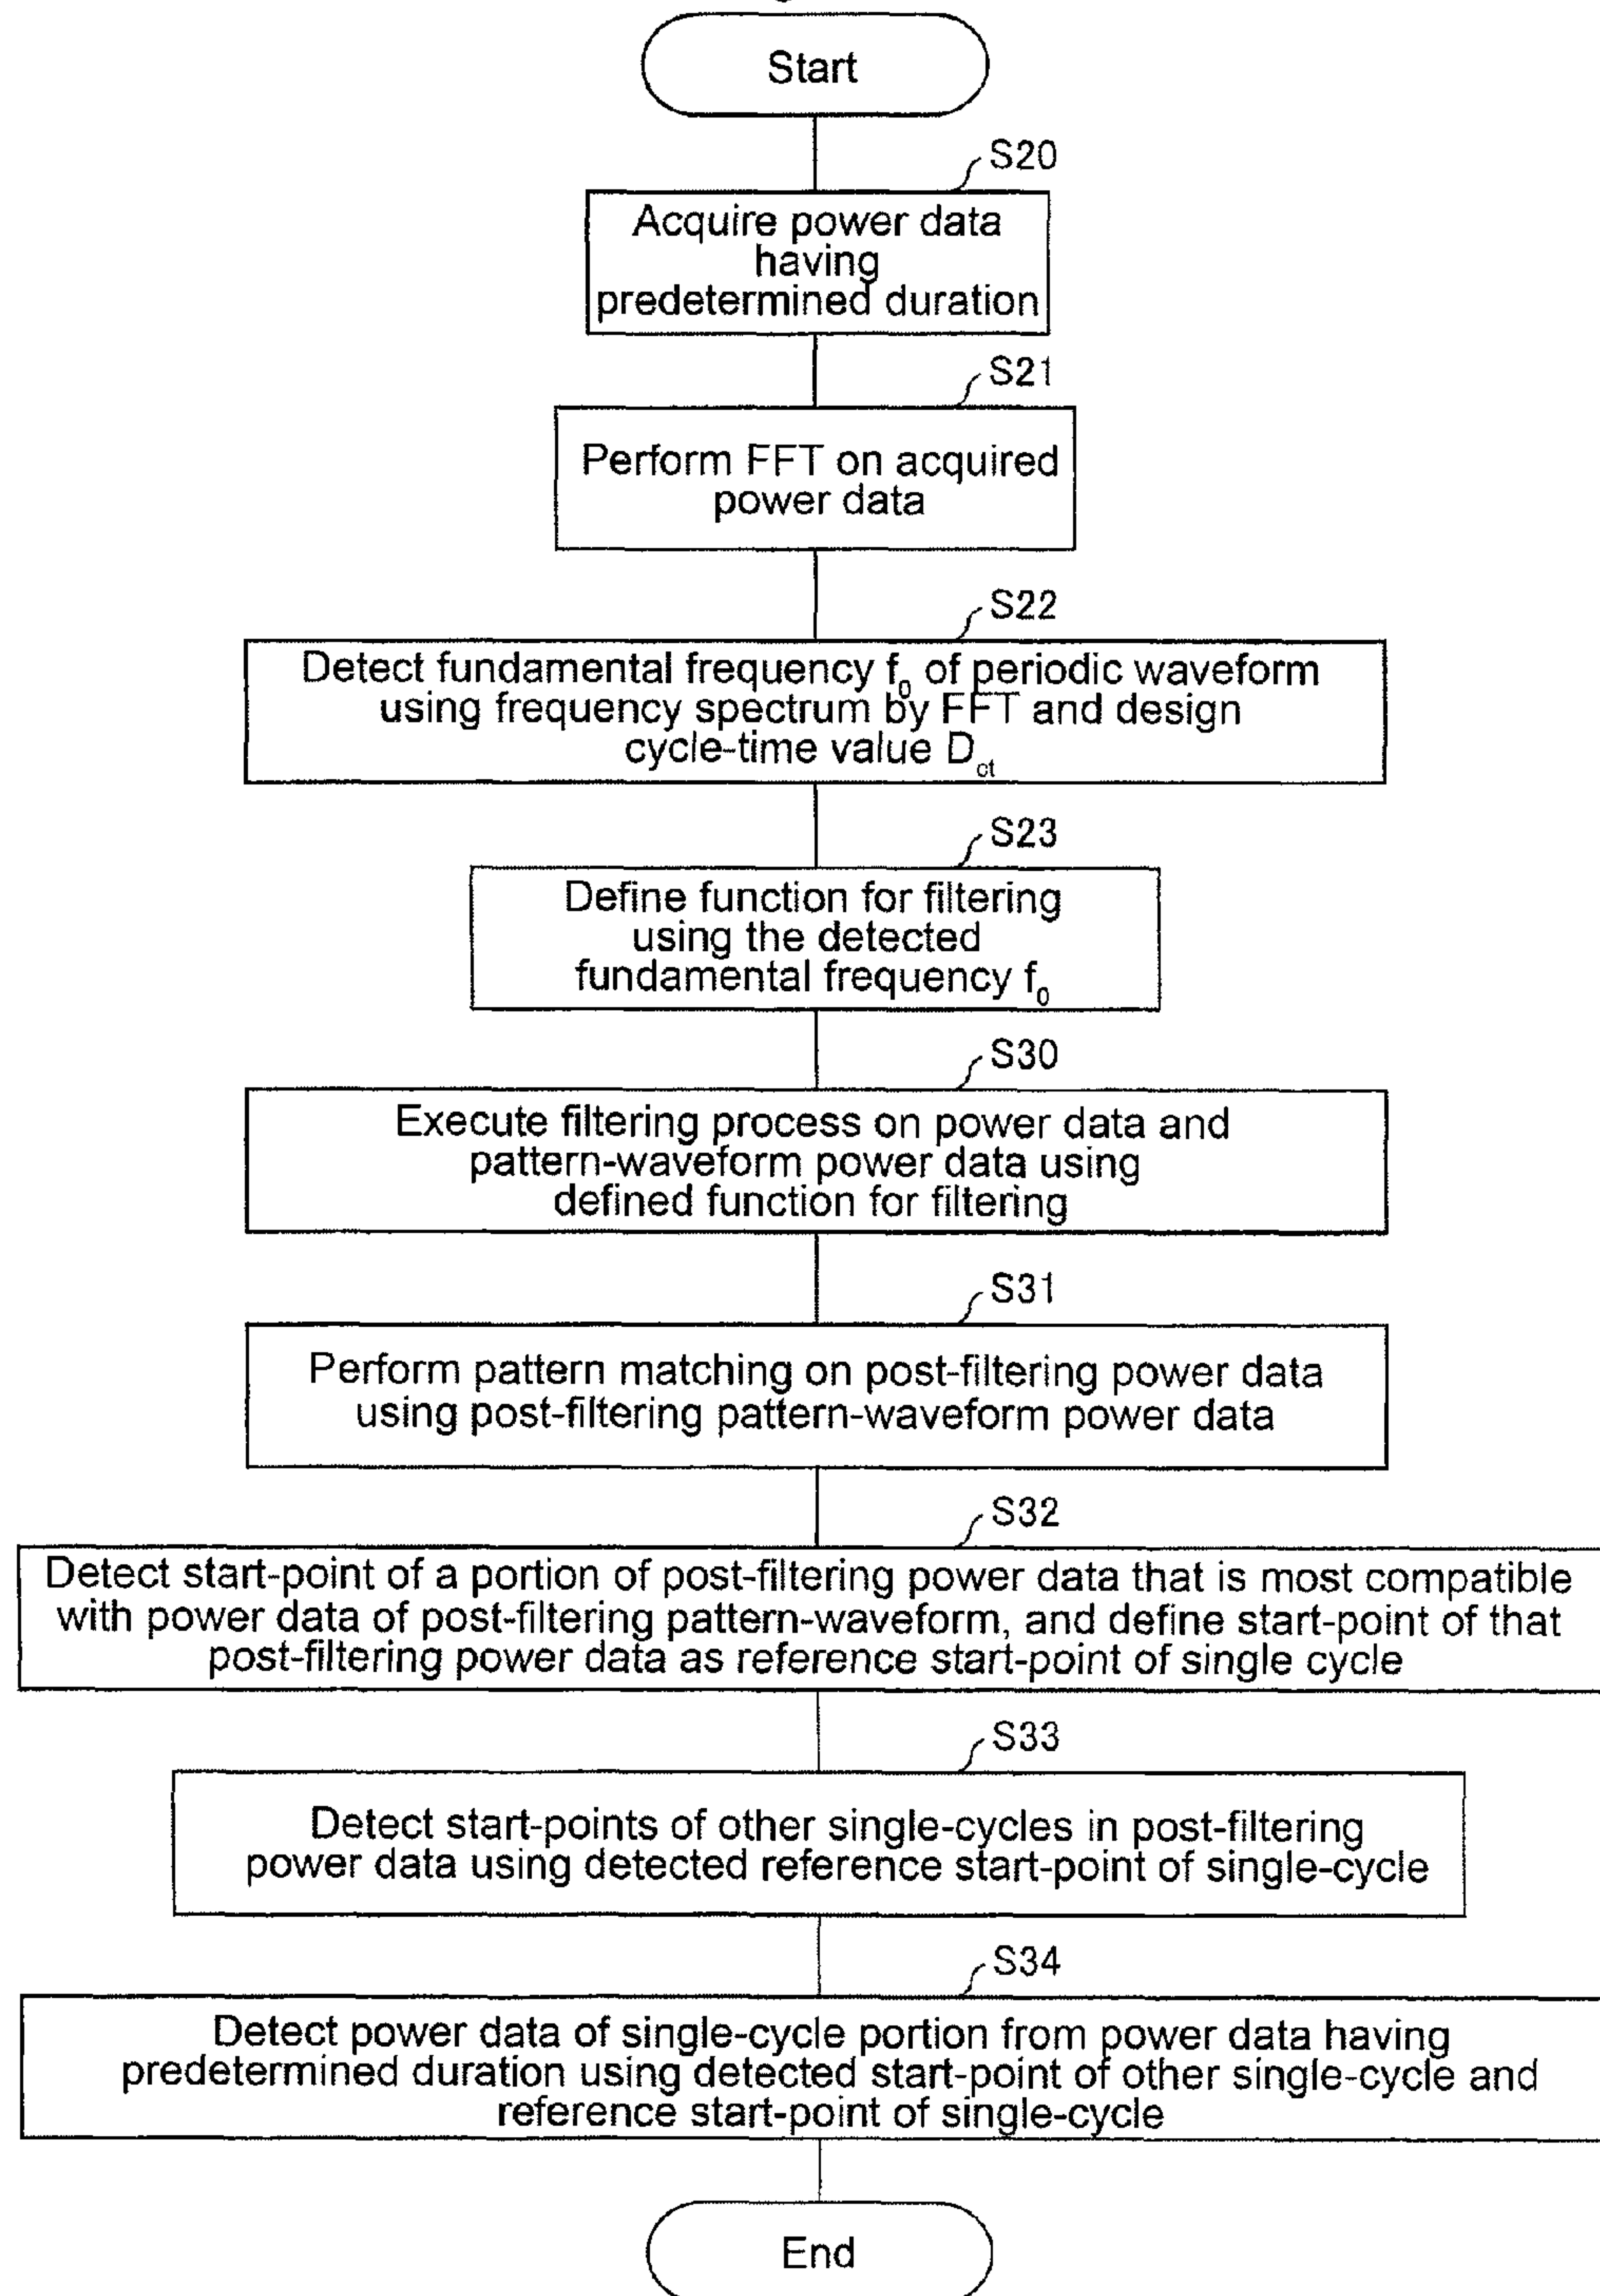 Start
S20
Acquire power data
having
predetermined duration
S21
Perform FFT on acquired
power data
S22
Detect fundamental frequency f0 of periodic waveform
using frequency spectrum by FFT and design
cycle-time value Dct
S23
Define function for filtering
using the detected
fundamental frequency f0
S30
Execute filtering process on power data and
pattern-waveform power data using
defined function for filtering
S31
Perform pattern matching on post-filtering power data
using post-filtering pattern-waveform power data
S32
Detect start-point of a portion of post-filtering power data that is most compatible
with power data of post-filtering pattern-waveform, and define start-point of that
post-filtering power data as reference start-point of single cycle
S33
Detect start-points of other single-cycles in post-filtering
power data using detected reference start-point of single-cycle
S34
Detect power data of single-cycle portion from power data having
predetermined duration using detected start-point of other single-cycle and
reference start-point of single-cycle
End